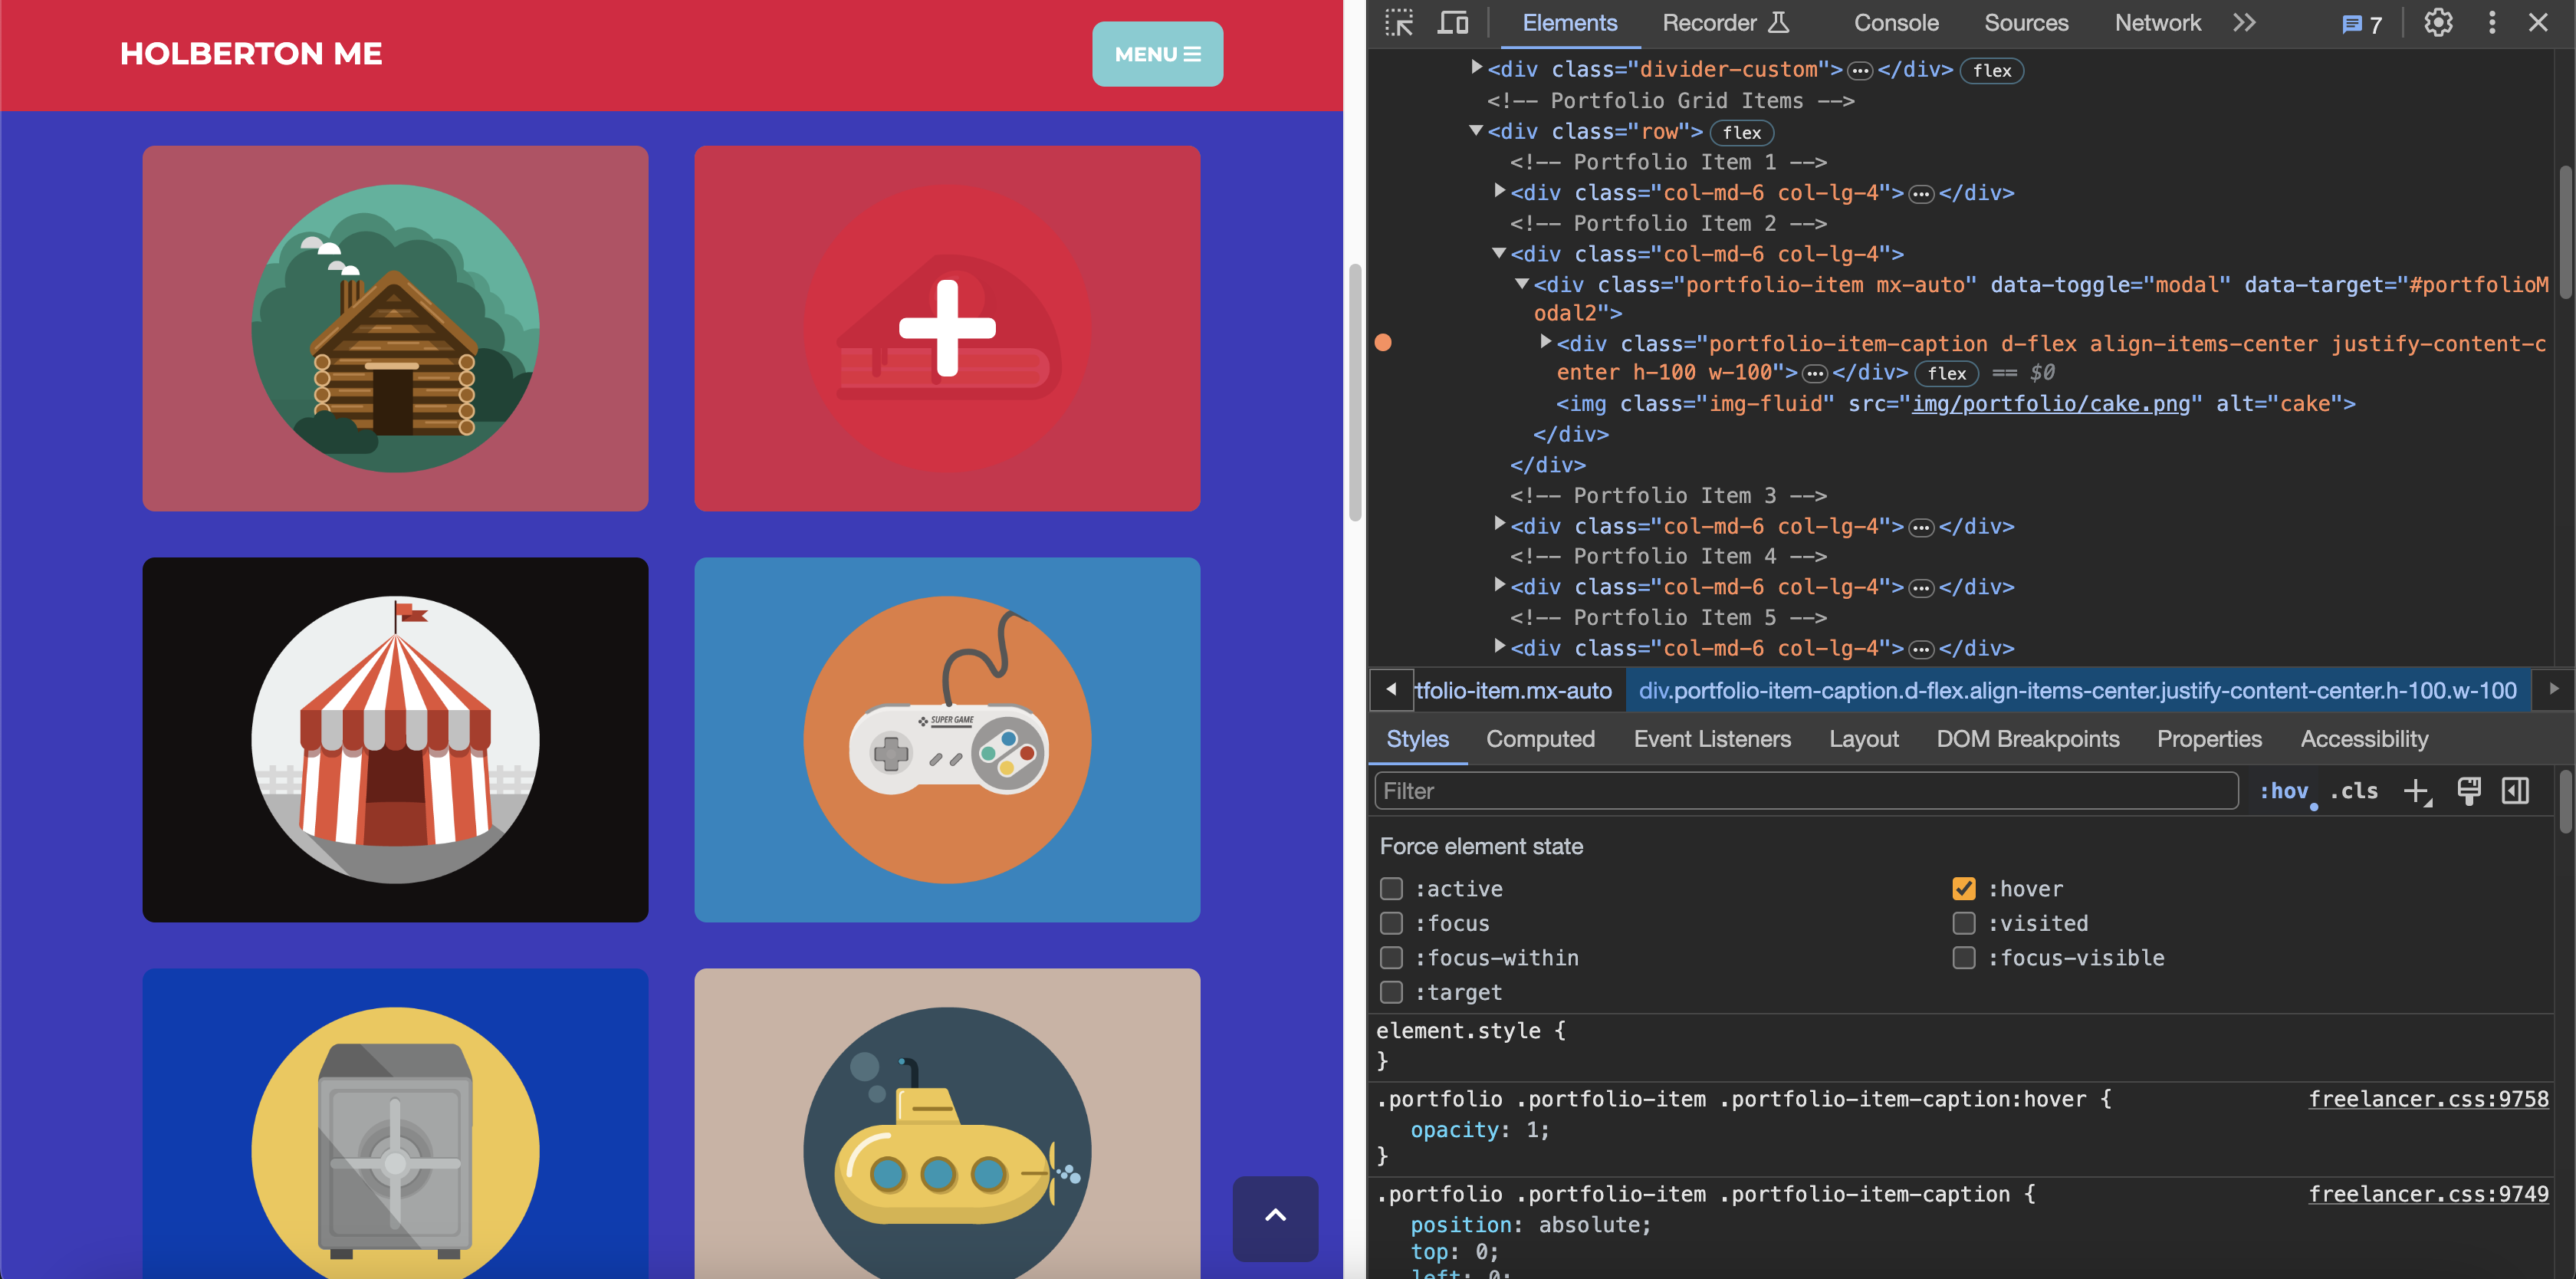 HOLBERTON ME
MENU
SUPER GAME
Elements
Recorder
Console
Sources
Network
7
<div class="divider-custom">…</div> flex
<!-- Portfolio Grid Items -->
<div class="row"> flex
<!-- Portfolio Item 1 -->
<div class="col-md-6 col-lg-4">…</div>
<!-- Portfolio Item 2 -->
<div class="col-md-6 col-lg-4">
<div class="portfolio-item mx-auto" data-toggle="modal" data-target="#portfolioM
odal2">
<div class="portfolio-item-caption d-flex align-items-center justify-content-c
enter h-100 w-100">…</div> flex == $0
<img class="img-fluid" src="img/portfolio/cake.png" alt="cake">
</div>
</div>
<!-- Portfolio Item 3 -->
<div class="col-md-6 col-lg-4">…</div>
<!-- Portfolio Item 4 -->
<div class="col-md-6 col-lg-4">…</div>
<!-- Portfolio Item 5 -->
<div class="col-md-6 col-lg-4">…</div>
tfolio-item.mx-auto
div.portfolio-item-caption.d-flex.align-items-center.justify-content-center.h-100.w-100
Styles
Computed
Event Listeners
Layout
DOM Breakpoints
Properties
Accessibility
Filter
:hov
.cls
Force element state
:active
:hover
:focus
:visited
:focus-within
:focus-visible
:target
element.style {
}
.portfolio .portfolio-item .portfolio-item-caption:hover {
freelancer.css:9758
opacity: 1;
}
.portfolio .portfolio-item .portfolio-item-caption {
freelancer.css:9749
position: absolute;
top: 0;
left: 0;